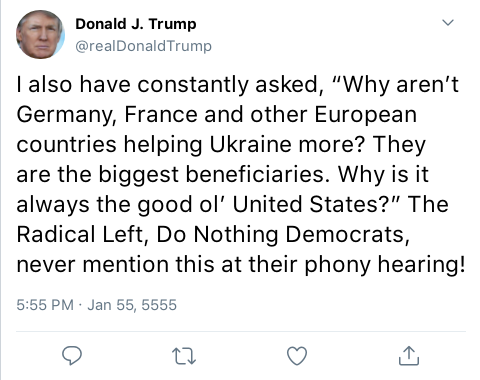 Donald J. Trump
@realDonaldTrump
I also have constantly asked, “Why aren’t
Germany, France and other European
countries helping Ukraine more? They
are the biggest beneficiaries. Why is it
always the good ol’ United States?” The
Radical Left, Do Nothing Democrats,
never mention this at their phony hearing!
5:55 PM · Jan 55, 5555